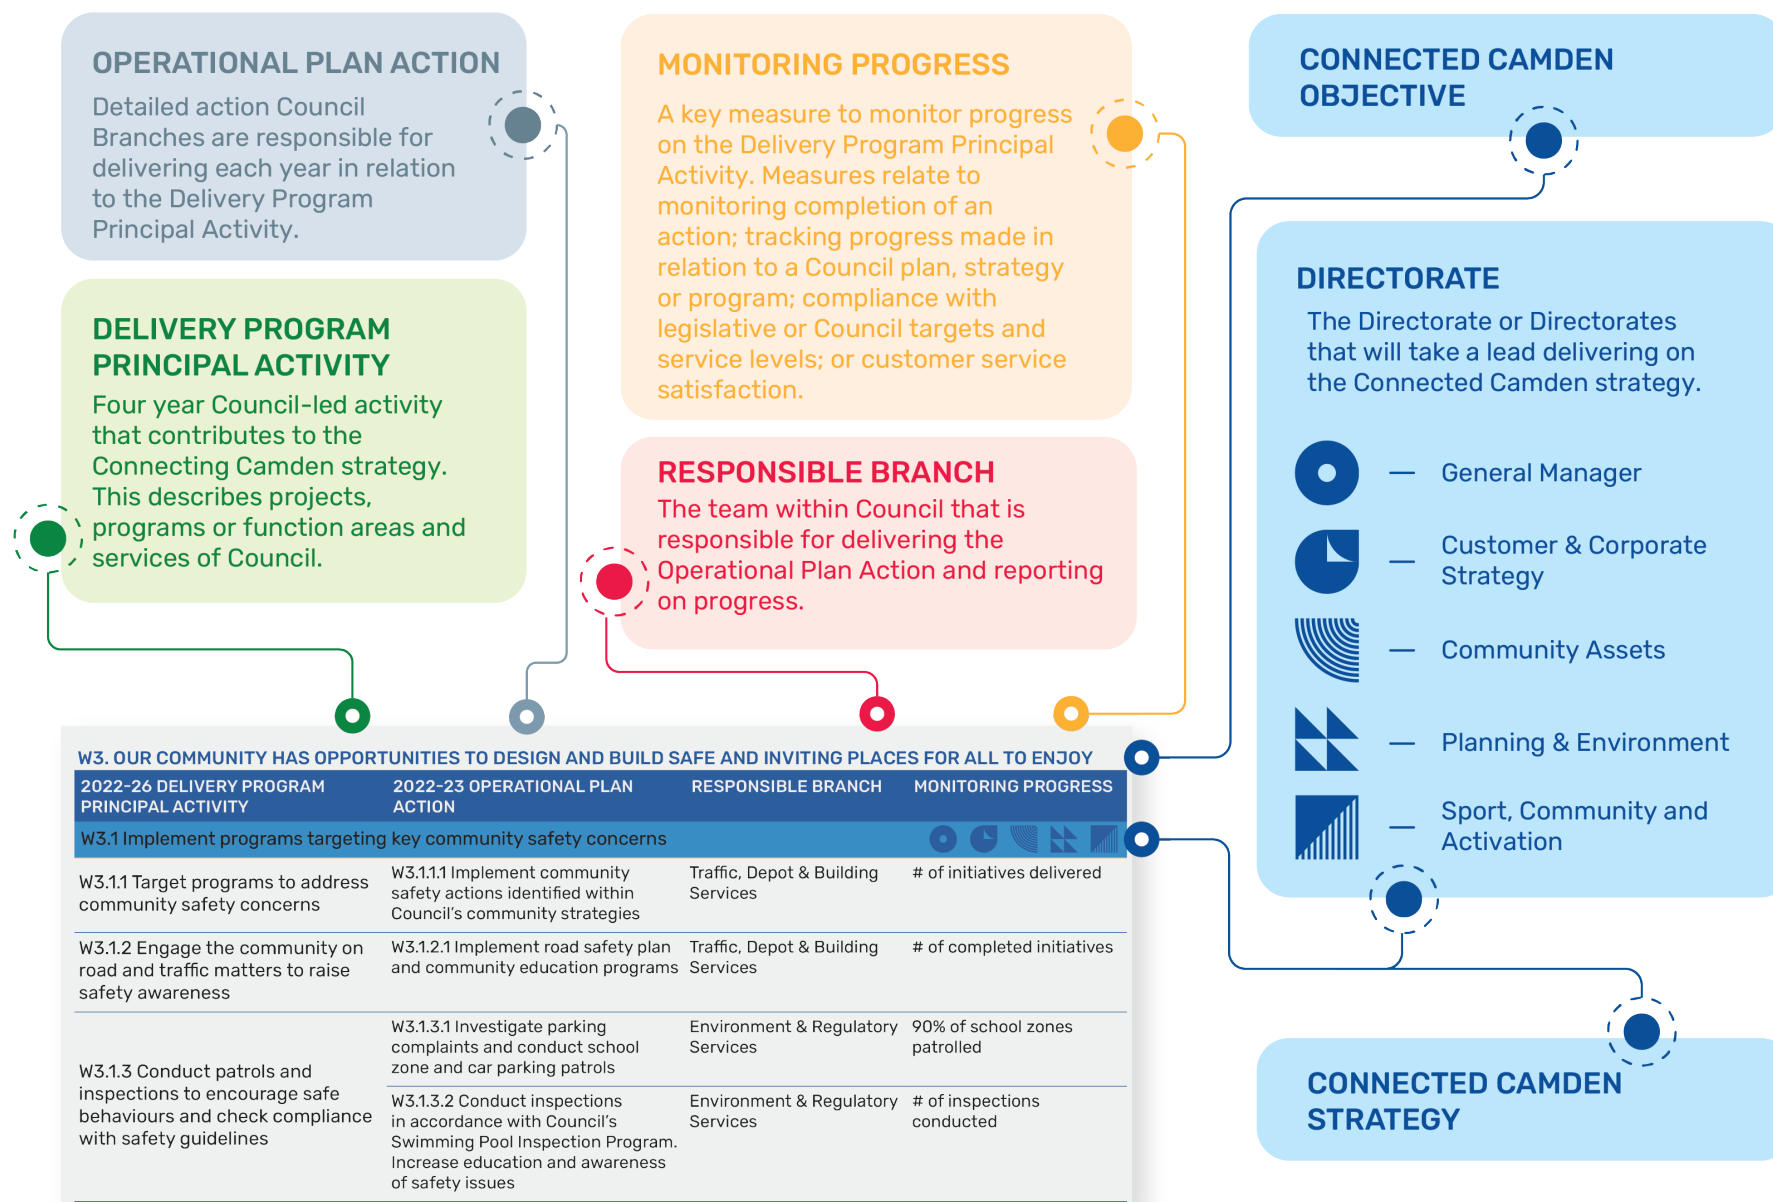 OPERATIONAL PLAN ACTION
Detailed action Council
Branches are responsible for
delivering each year in relation
to the Delivery Program
Principal Activity.
DELIVERY PROGRAM
PRINCIPAL ACTIVITY
Four year Council-led activity
that contributes to the
Connecting Camden strategy.
This describes projects,
programs or function areas and
services of Council.
MONITORING PROGRESS
A key measure to monitor progress
on the Delivery Program Principal
Activity. Measures relate to
monitoring completion of an
action; tracking progress made in
relation to a Council plan, strategy
or program; compliance with
legislative or Council targets and
service levels; or customer service
satisfaction.
RESPONSIBLE BRANCH
The team within Council that is
responsible for delivering the
Operational Plan Action and reporting
on progress.
CONNECTED CAMDEN
OBJECTIVE
DIRECTORATE
The Directorate or Directorates
that will take a lead delivering on
the Connected Camden strategy.
— General Manager
— Customer & Corporate
Strategy
— Community Assets
— Planning & Environment
— Sport, Community and
Activation
CONNECTED CAMDEN
STRATEGY
W3. OUR COMMUNITY HAS OPPORTUNITIES TO DESIGN AND BUILD SAFE AND INVITING PLACES FOR ALL TO ENJOY
2022-26 DELIVERY PROGRAM
PRINCIPAL ACTIVITY
2022-23 OPERATIONAL PLAN
ACTION
RESPONSIBLE BRANCH
MONITORING PROGRESS
W3.1 Implement programs targeting key community safety concerns
W3.1.1 Target programs to address
community safety concerns
W3.1.1.1 Implement community
safety actions identified within
Council's community strategies
Traffic, Depot & Building
Services
# of initiatives delivered
W3.1.2 Engage the community on
road and traffic matters to raise
safety awareness
W3.1.2.1 Implement road safety plan
and community education programs
Traffic, Depot & Building
Services
# of completed initiatives
W3.1.3 Conduct patrols and
inspections to encourage safe
behaviours and check compliance
with safety guidelines
W3.1.3.1 Investigate parking
complaints and conduct school
zone and car parking patrols
Environment & Regulatory
Services
90% of school zones
patrolled
W3.1.3.2 Conduct inspections
in accordance with Council's
Swimming Pool Inspection Program.
Increase education and awareness
of safety issues
Environment & Regulatory
Services
# of inspections
conducted